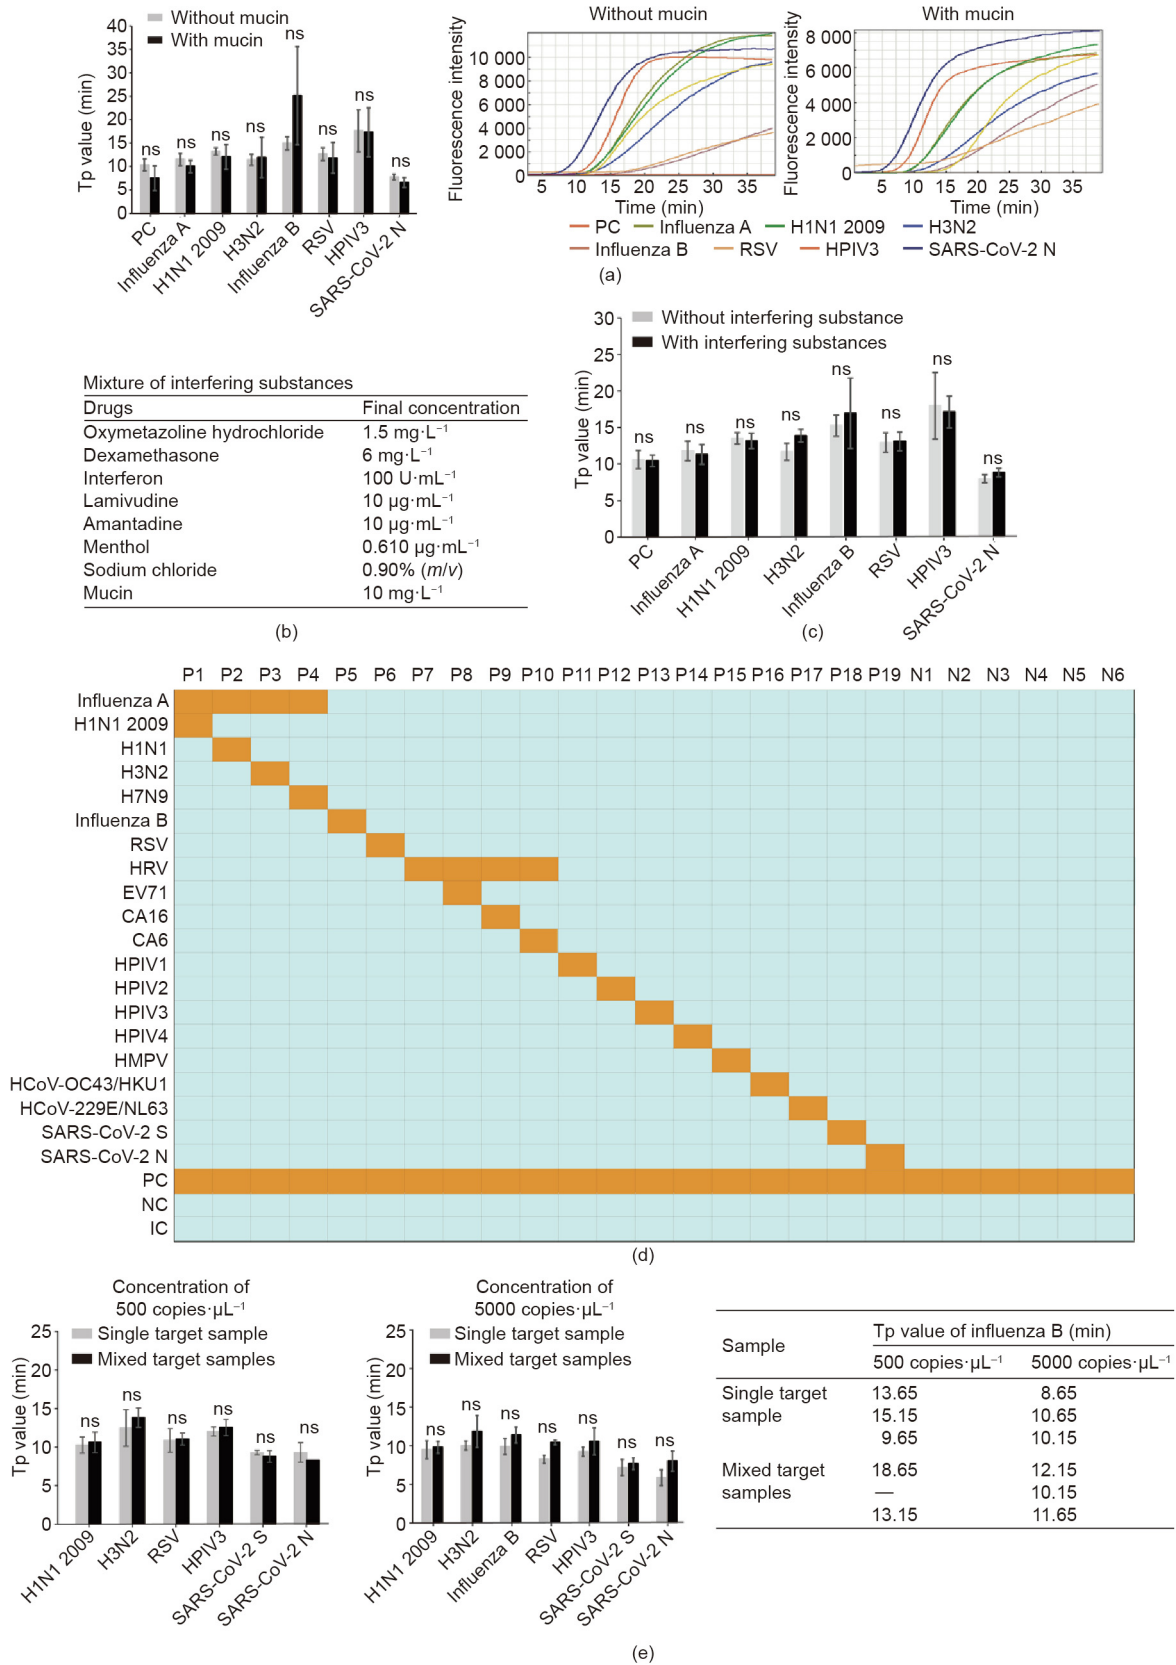 Without mucin
With mucin
40
35
30
25
20
15
10
5
0
Tp value (min)
ns
ns
ns
ns
ns
ns
ns
ns
PC
Influenza A
H1N1 2009
H3N2
Influenza B
RSV
HPIV3
SARS-CoV-2 N
Without mucin
Fluorescence intensity
10 000
8 000
6 000
4 000
2 000
5 10 15 20 25 30 35
Time (min)
With mucin
Fluorescence intensity
8 000
6 000
4 000
2 000
0
5 10 15 20 25 30 35
Time (min)
PC Influenza A H1N1 2009 H3N2
Influenza B RSV HPIV3 SARS-CoV-2 N
(a)
Mixture of interfering substances
Drugs Final concentration
Oxymetazoline hydrochloride 1.5 mg·L⁻¹
Dexamethasone 6 mg·L⁻¹
Interferon 100 U·mL⁻¹
Lamivudine 10 μg·mL⁻¹
Amantadine 10 μg·mL⁻¹
Menthol 0.610 μg·mL⁻¹
Sodium chloride 0.90% (m/v)
Mucin 10 mg·L⁻¹
(b)
Without interfering substance
With interfering substances
30
25
20
15
10
5
0
Tp value (min)
ns
ns
ns
ns
ns
ns
ns
ns
PC
Influenza A
H1N1 2009
H3N2
Influenza B
RSV
HPIV3
SARS-CoV-2 N
(c)
P1 P2 P3 P4 P5 P6 P7 P8 P9 P10 P11 P12 P13 P14 P15 P16 P17 P18 P19 N1 N2 N3 N4 N5 N6
Influenza A
H1N1 2009
H1N1
H3N2
H7N9
Influenza B
RSV
HRV
EV71
CA16
CA6
HPIV1
HPIV2
HPIV3
HPIV4
HMPV
HCoV-OC43/HKU1
HCoV-229E/NL63
SARS-CoV-2 S
SARS-CoV-2 N
PC
NC
IC
(d)
Concentration of
500 copies·μL⁻¹
Single target sample
Mixed target samples
25
20
15
10
5
0
Tp value (min)
ns
ns
ns
ns
ns
ns
H1N1 2009
H3N2
RSV
HPIV3
SARS-CoV-2 S
SARS-CoV-2 N
Concentration of
5000 copies·μL⁻¹
Single target sample
Mixed target samples
25
20
15
10
5
0
Tp value (min)
ns
ns
ns
ns
ns
ns
ns
H1N1 2009
H3N2
Influenza B
RSV
HPIV3
SARS-CoV-2 S
SARS-CoV-2 N
Sample Tp value of influenza B (min)
500 copies·μL⁻¹ 5000 copies·μL⁻¹
Single target 13.65 8.65
sample 15.15 10.65
9.65 10.15
Mixed target 18.65 12.15
samples — 10.15
13.15 11.65
(e)